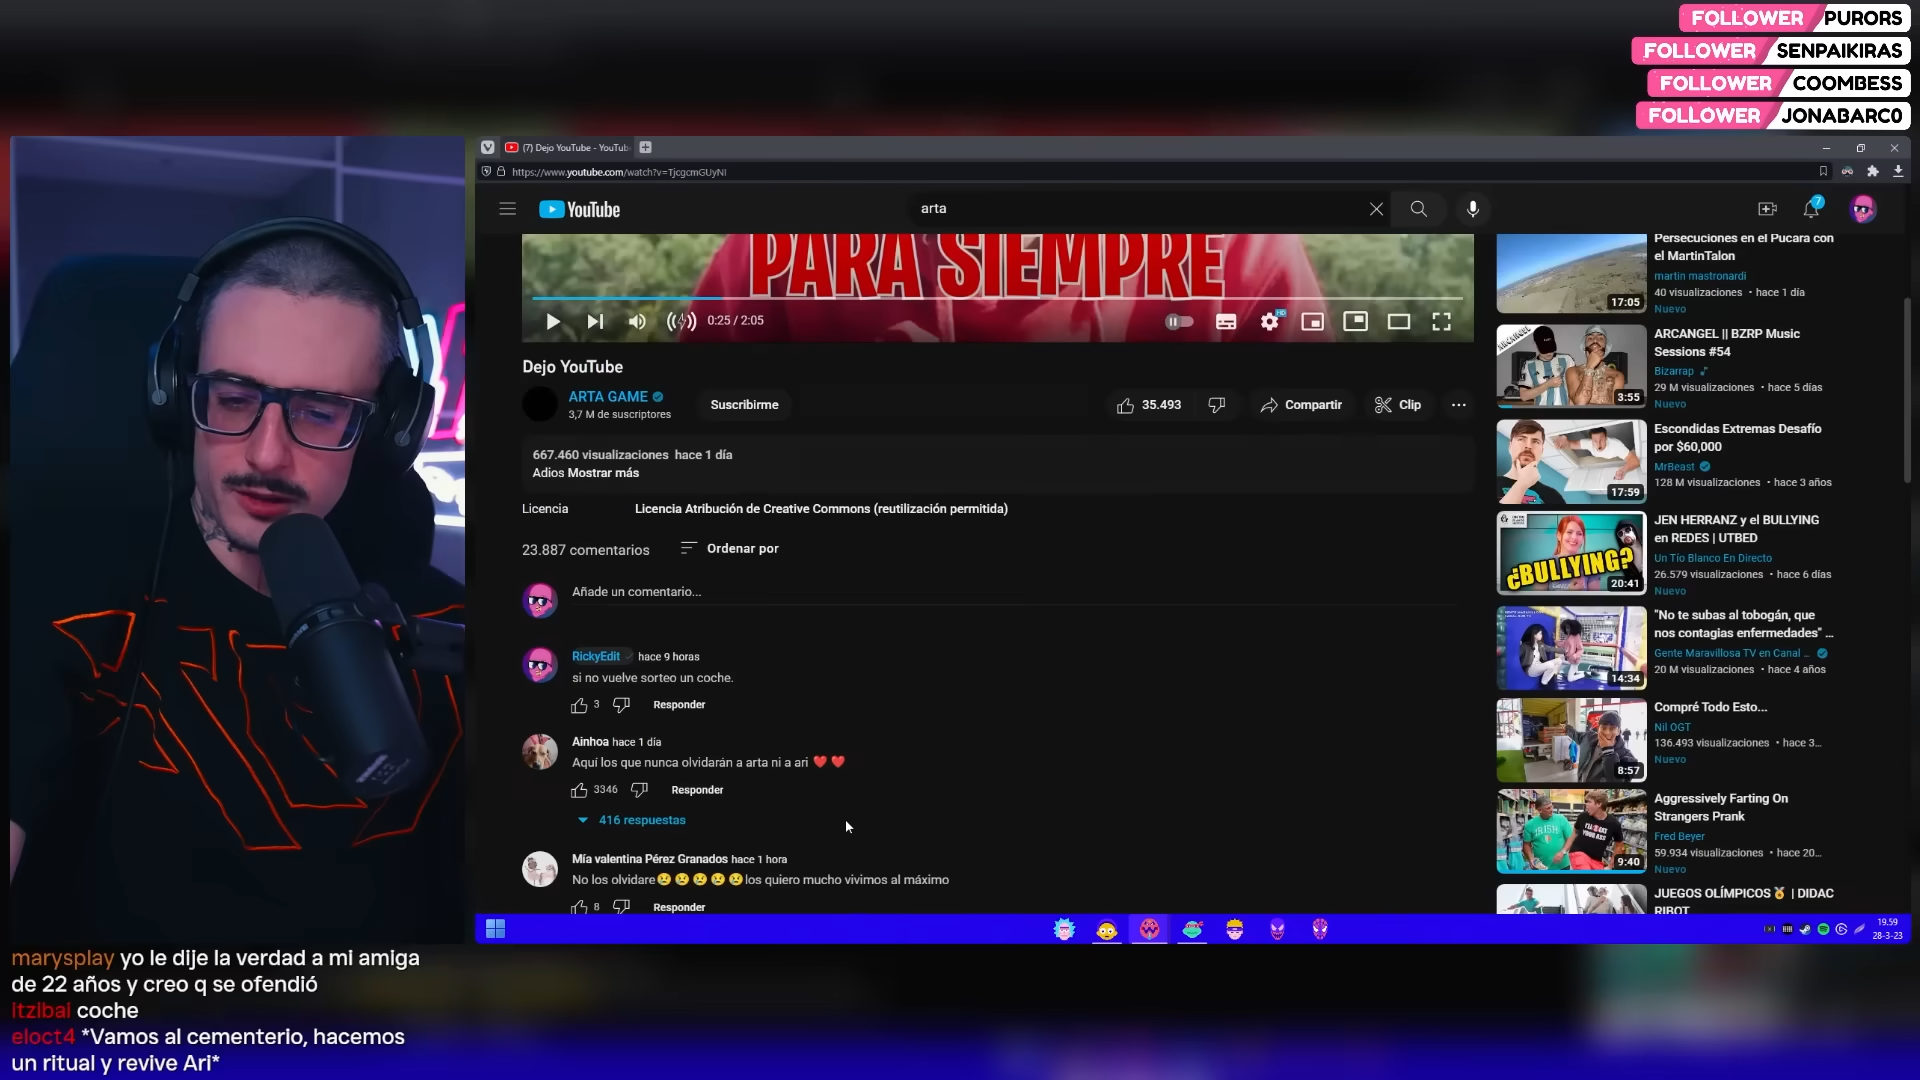 FOLLOWER PURORS
FOLLOWER SENPAIKIRAS
FOLLOWER COOMBESS
FOLLOWER JONABARC0
(7) Dejo YouTube - YouTub
https://www.youtube.com/watch?v=TjcgcmGUyNI
YouTube
arta
7
PARA SIEMPRE
0:25 / 2:05
HD
Dejo YouTube
ARTA GAME
3,7 M de suscriptores
Suscribirme
35.493
Compartir
Clip
667.460 visualizaciones hace 1 día
Adios Mostrar más
Licencia
Licencia Atribución de Creative Commons (reutilización permitida)
23.887 comentarios
Ordenar por
Añade un comentario...
RickyEdit hace 9 horas
si no vuelve sorteo un coche.
3
Responder
Ainhoa hace 1 día
Aquí los que nunca olvidarán a arta ni a ari ❤️ ❤️
3346
Responder
416 respuestas
Mía valentina Pérez Granados hace 1 hora
No los olvidare😢 😢 😢 😢 😢los quiero mucho vivimos al máximo
8
Responder
Persecuciones en el Pucara con
el MartinTalon
martin mastronardi
40 visualizaciones • hace 1 día
Nuevo
17:05
ARCANGEL || BZRP Music
Sessions #54
Bizarrap
29 M visualizaciones • hace 5 días
Nuevo
3:55
Escondidas Extremas Desafío
por $60,000
MrBeast
128 M visualizaciones • hace 3 años
17:59
JEN HERRANZ y el BULLYING
en REDES | UTBED
Un Tío Blanco En Directo
26.579 visualizaciones • hace 6 días
Nuevo
¿BULLYING?
20:41
"No te subas al tobogán, que
nos contagias enfermedades" ...
Gente Maravillosa TV en Canal ...
20 M visualizaciones • hace 4 años
14:34
Compré Todo Esto...
Nil OGT
136.493 visualizaciones • hace 3...
Nuevo
8:57
Aggressively Farting On
Strangers Prank
Fred Beyer
59.934 visualizaciones • hace 20...
Nuevo
IRISH
9:40
JUEGOS OLÍMPICOS🏅 | DIDAC
RIBOT
19:59
28-3-23
marysplay yo le dije la verdad a mi amiga
de 22 años y creo q se ofendió
Itzibai coche
eloct4 *Vamos al cementerio, hacemos
un ritual y revive Ari*